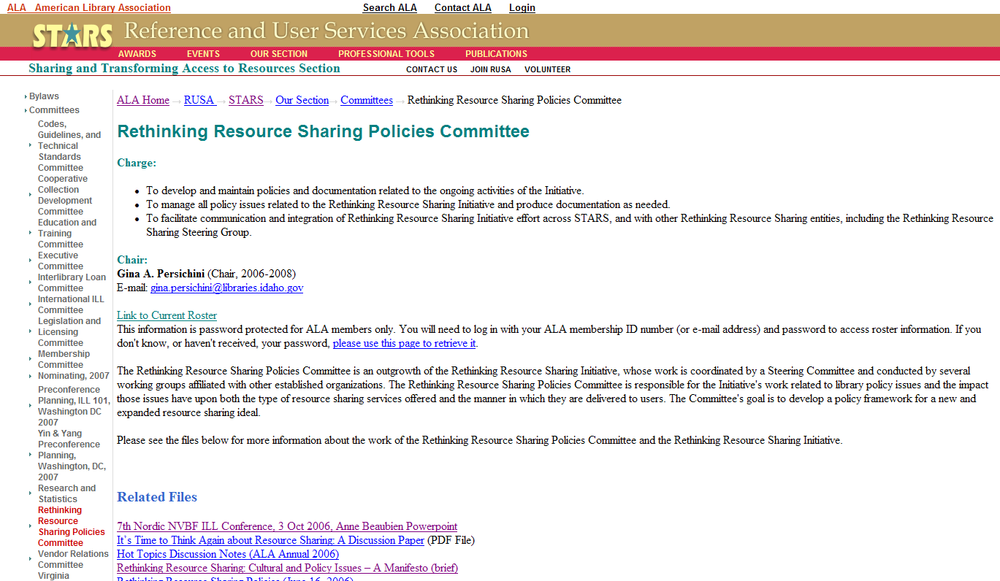 ALA American Library Association Search ALA Contact ALA Login
STARS Reference and User Services Association
AWARDS EVENTS OUR SECTION PROFESSIONAL TOOLS PUBLICATIONS
Sharing and Transforming Access to Resources Section CONTACT US JOIN RUSA VOLUNTEER
Bylaws
Committees
Codes,
Guidelines, and
Technical
Standards
Committee
Cooperative
Collection
Development
Committee
Education and
Training
Committee
Executive
Committee
Interlibrary Loan
Committee
International ILL
Committee
Legislation and
Licensing
Committee
Membership
Committee
Nominating, 2007
Preconference
Planning, ILL 101,
Washington DC
2007
Yin & Yang
Preconference
Planning,
Washington, DC,
2007
Research and
Statistics
Rethinking
Resource
Sharing Policies
Committee
Vendor Relations
Committee
Virginia
ALA Home → RUSA → STARS → Our Section → Committees → Rethinking Resource Sharing Policies Committee
Rethinking Resource Sharing Policies Committee
Charge:
• To develop and maintain policies and documentation related to the ongoing activities of the Initiative.
• To manage all policy issues related to the Rethinking Resource Sharing Initiative and produce documentation as needed.
• To facilitate communication and integration of Rethinking Resource Sharing Initiative effort across STARS, and with other Rethinking Resource Sharing entities, including the Rethinking Resource
Sharing Steering Group.
Chair:
Gina A. Persichini (Chair, 2006-2008)
E-mail: gina.persichini@libraries.idaho.gov
Link to Current Roster
This information is password protected for ALA members only. You will need to log in with your ALA membership ID number (or e-mail address) and password to access roster information. If you
don't know, or haven't received, your password, please use this page to retrieve it.
The Rethinking Resource Sharing Policies Committee is an outgrowth of the Rethinking Resource Sharing Initiative, whose work is coordinated by a Steering Committee and conducted by several
working groups affiliated with other established organizations. The Rethinking Resource Sharing Policies Committee is responsible for the Initiative's work related to library policy issues and the impact
those issues have upon both the type of resource sharing services offered and the manner in which they are delivered to users. The Committee's goal is to develop a policy framework for a new and
expanded resource sharing ideal.
Please see the files below for more information about the work of the Rethinking Resource Sharing Policies Committee and the Rethinking Resource Sharing Initiative.
Related Files
7th Nordic NVBF ILL Conference, 3 Oct 2006, Anne Beaubien Powerpoint
It’s Time to Think Again about Resource Sharing: A Discussion Paper (PDF File)
Hot Topics Discussion Notes (ALA Annual 2006)
Rethinking Resource Sharing: Cultural and Policy Issues – A Manifesto (brief)
Rethinking Resource Sharing Policies (June 16, 2006)